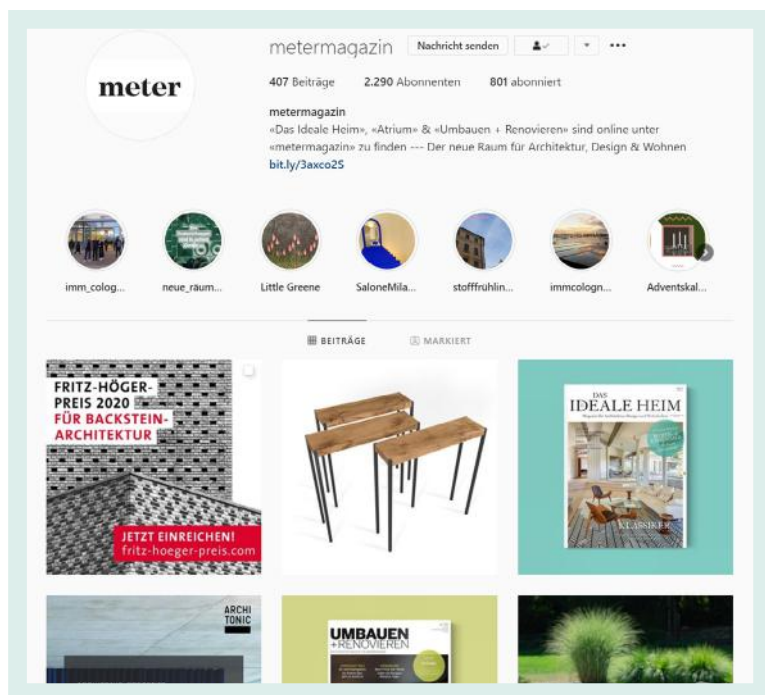 meter
metermagazin Nachricht senden
407 Beiträge 2.290 Abonnenten 801 abonniert
metermagazin
«Das Ideale Heim», «Atrium» & «Umbauen + Renovieren» sind online unter
«metermagazin» zu finden --- Der neue Raum für Architektur, Design & Wohnen
bit.ly/3axco2S
imm_colog... neue_räum... Little Greene SaloneMila... stofffrühlin... immcologn... Adventskal...
BEITRÄGE MARKIERT
FRITZ-HÖGER-
PREIS 2020
FÜR BACKSTEIN-
ARCHITEKTUR
JETZT EINREICHEN!
fritz-hoeger-preis.com
DAS
IDEALE HEIM
KLASSIKER
ARCHI
TONIC
UMBAUEN
+RENOVIEREN